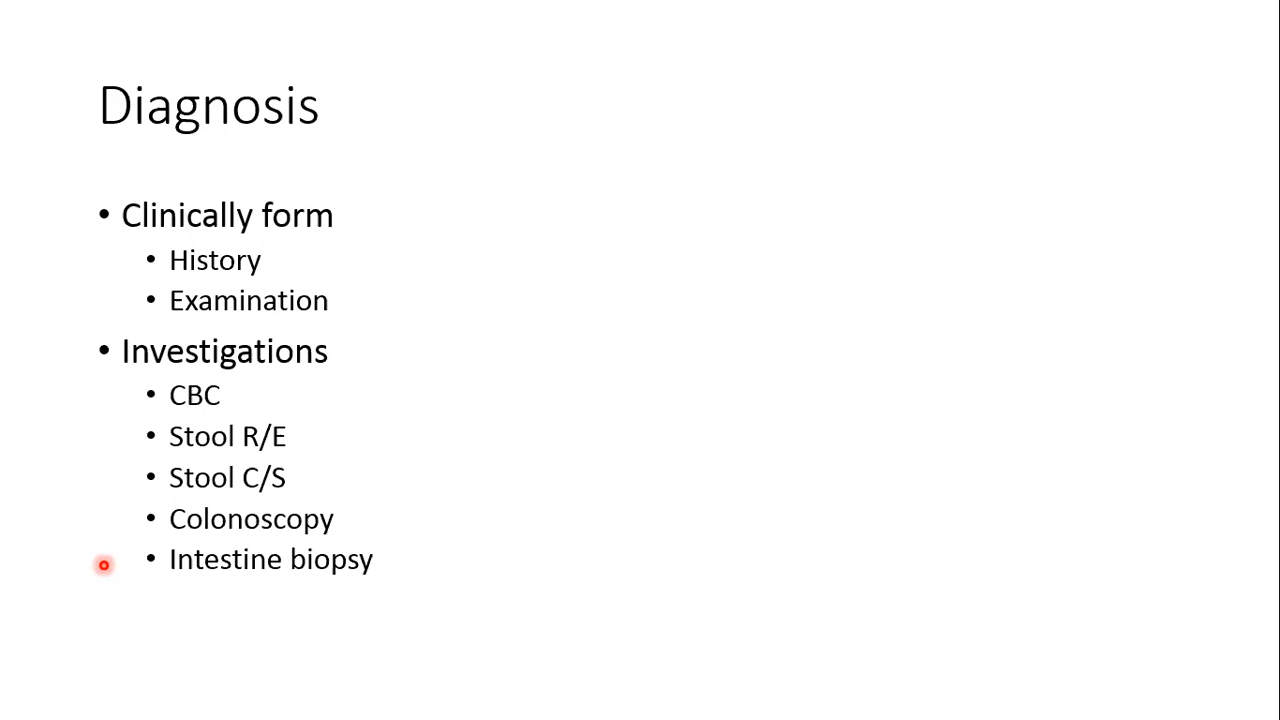 Diagnosis
• Clinically form
• History
• Examination
• Investigations
• CBC
• Stool R/E
• Stool C/S
• Colonoscopy
• Intestine biopsy